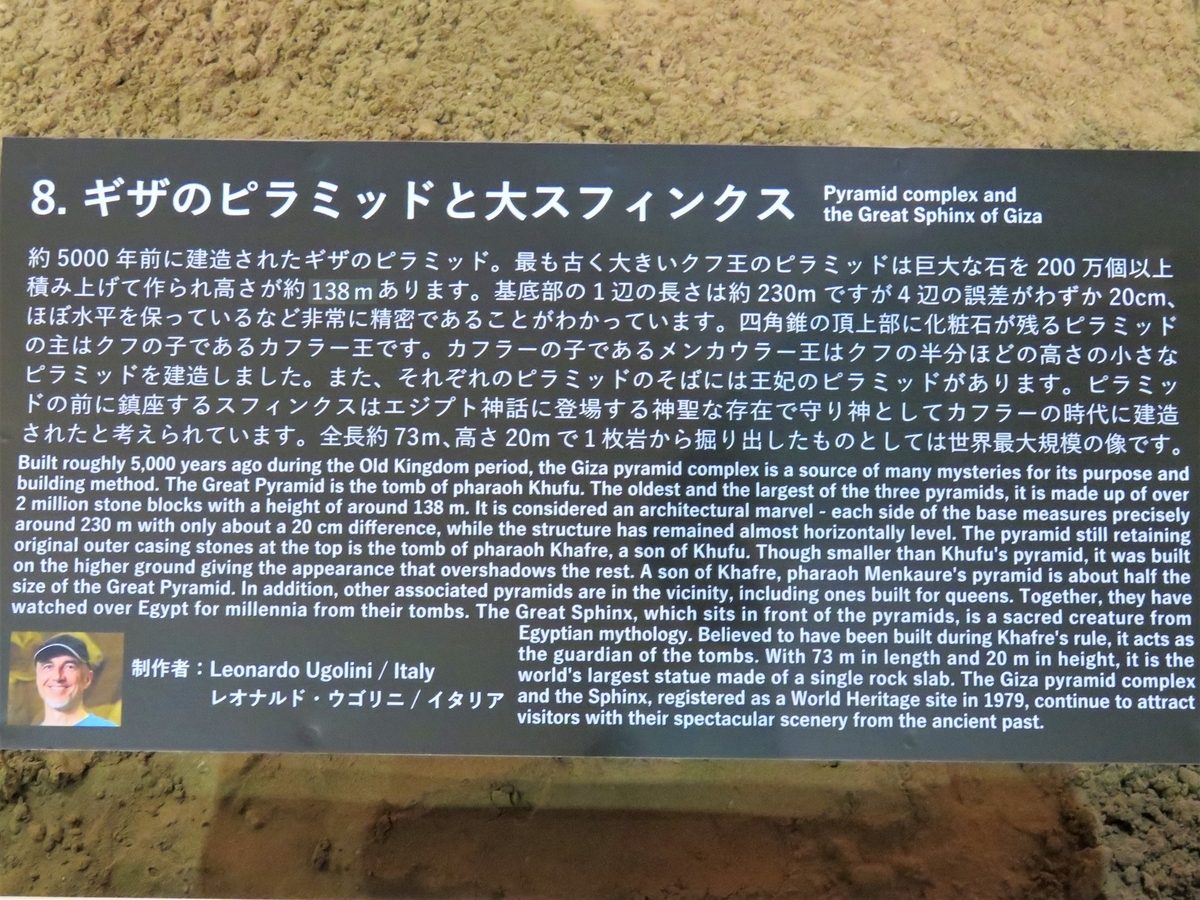 8. ギザのピラミッドと大スフィンクス
Pyramid complex and
the Great Sphinx of Giza
約 5000 年前に建造されたギザのピラミッド。最も古く大きいクフ王のピラミッドは巨大な石を 200 万個以上
積み上げて作られ高さが約 138m あります。基底部の 1 辺の長さは約 230m ですが 4 辺の誤差がわずか 20cm、
ほぼ水平を保っているなど非常に精密であることがわかっています。四角錐の頂上部に化粧石が残るピラミッド
の主はクフの子であるカフラー王です。カフラーの子であるメンカウラー王はクフの半分ほどの高さの小さな
ピラミッドを建造しました。また、それぞれのピラミッドのそばには王妃のピラミッドがあります。ピラミッ
ドの前に鎮座するスフィンクスはエジプト神話に登場する神聖な存在で守り神としてカフラーの時代に建造
されたと考えられています。全長約 73m、高さ 20m で 1 枚岩から掘り出したものとしては世界最大規模の像です。
Built roughly 5,000 years ago during the Old Kingdom period, the Giza pyramid complex is a source of many mysteries for its purpose and
building method. The Great Pyramid is the tomb of pharaoh Khufu. The oldest and the largest of the three pyramids, it is made up of over
2 million stone blocks with a height of around 138 m. It is considered an architectural marvel - each side of the base measures precisely
around 230 m with only about a 20 cm difference, while the structure has remained almost horizontally level. The pyramid still retaining
original outer casing stones at the top is the tomb of pharaoh Khafre, a son of Khufu. Though smaller than Khufu's pyramid, it was built
on the higher ground giving the appearance that overshadows the rest. A son of Khafre, pharaoh Menkaure's pyramid is about half the
size of the Great Pyramid. In addition, other associated pyramids are in the vicinity, including ones built for queens. Together, they have
watched over Egypt for millennia from their tombs. The Great Sphinx, which sits in front of the pyramids, is a sacred creature from
Egyptian mythology. Believed to have been built during Khafre's rule, it acts as
the guardian of the tombs. With 73 m in length and 20 m in height, it is the
world's largest statue made of a single rock slab. The Giza pyramid complex
and the Sphinx, registered as a World Heritage site in 1979, continue to attract
visitors with their spectacular scenery from the ancient past.
制作者：Leonardo Ugolini / Italy
レオナルド・ウゴリニ / イタリア